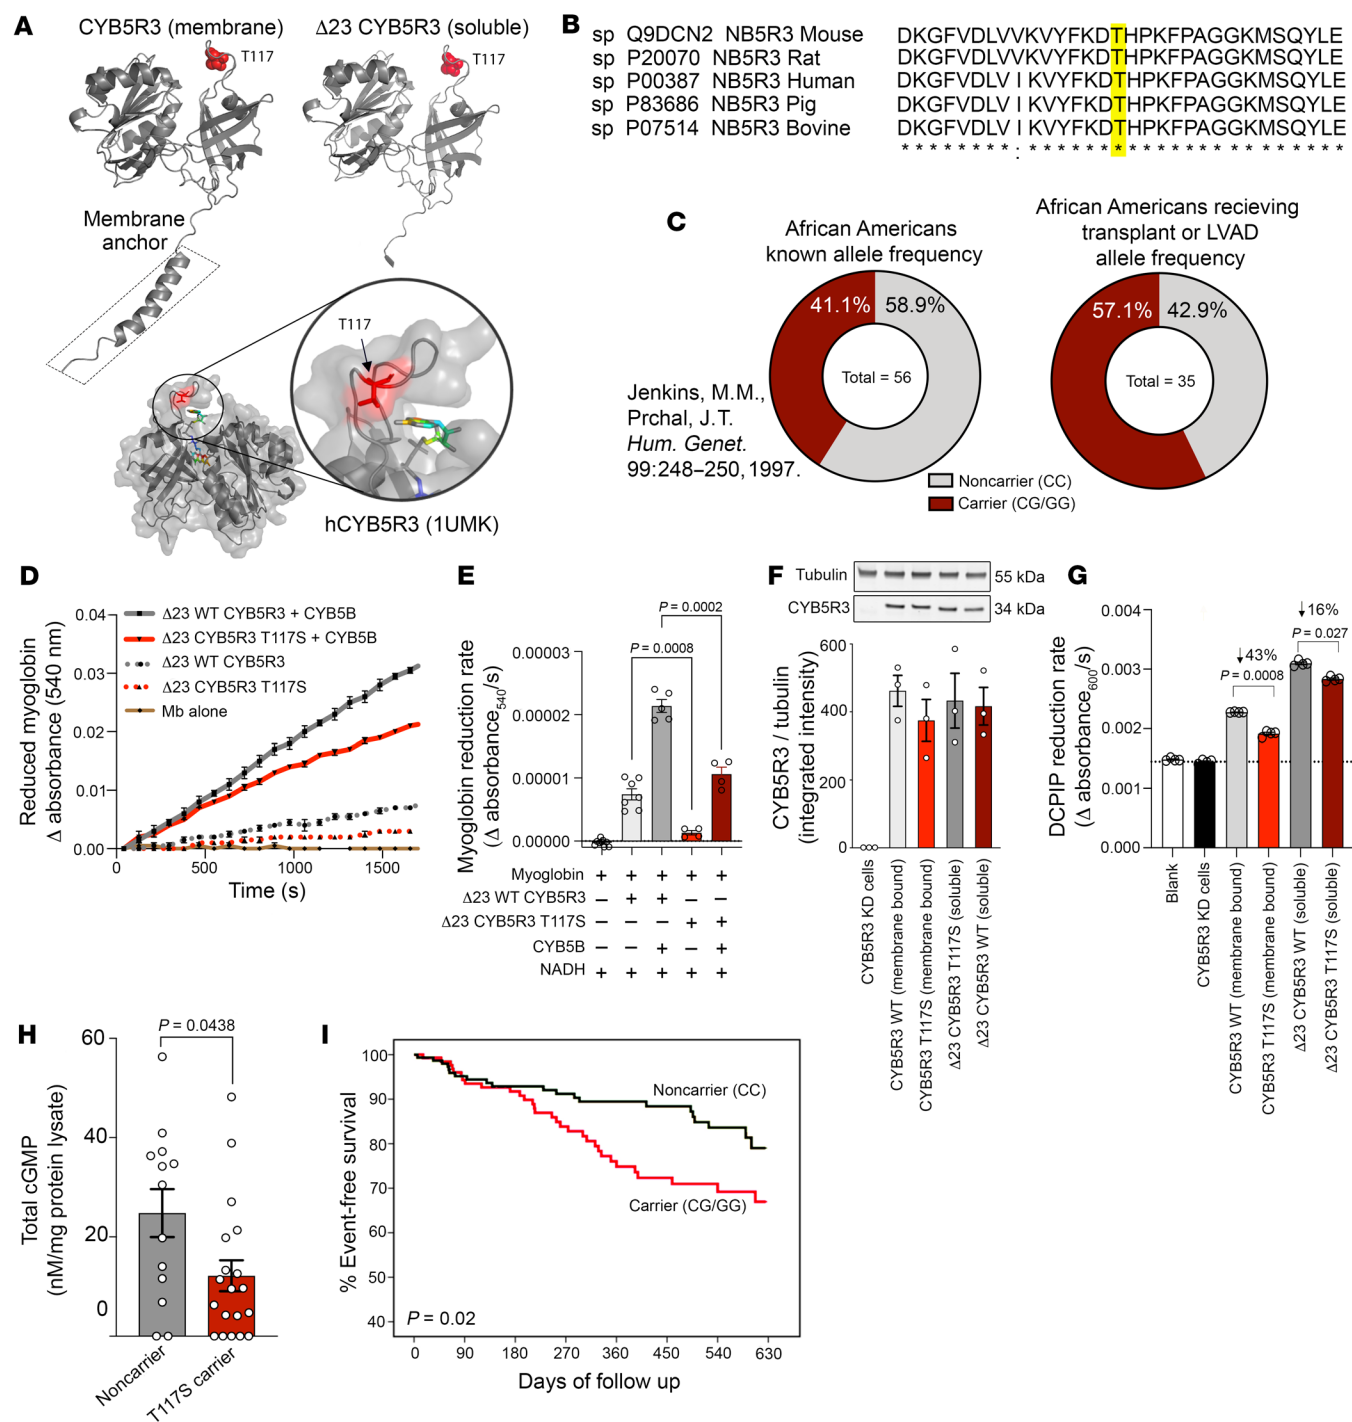 A
CYB5R3 (membrane)
Δ23 CYB5R3 (soluble)
T117
T117
Membrane
anchor
T117
hCYB5R3 (1UMK)
B
sp Q9DCN2 NB5R3 Mouse DKGFVDLVVKVYFKDTHPKFPAGGKMSQYLE
sp P20070 NB5R3 Rat DKGFVDLVVKVYFKDTHPKFPAGGKMSQYLE
sp P00387 NB5R3 Human DKGFVDLVIKVYFKDTHPKFPAGGKMSQYLE
sp P83686 NB5R3 Pig DKGFVDLVIKVYFKDTHPKFPAGGKMSQYLE
sp P07514 NB5R3 Bovine DKGFVDLVIKVYFKDTHPKFPAGGKMSQYLE
********:**********************
C
African Americans
known allele frequency
41.1% 58.9%
Total = 56
African Americans recieving
transplant or LVAD
allele frequency
57.1% 42.9%
Total = 35
Jenkins, M.M.,
Prchal, J.T.
Hum. Genet.
99:248–250, 1997.
Noncarrier (CC)
Carrier (CG/GG)
D
Reduced myoglobin
Δ absorbance (540 nm)
0.04
0.03
0.02
0.01
0.00
0 500 1000 1500
Time (s)
Δ23 WT CYB5R3 + CYB5B
Δ23 CYB5R3 T117S + CYB5B
Δ23 WT CYB5R3
Δ23 CYB5R3 T117S
Mb alone
E
Myoglobin reduction rate
(Δ absorbance540/s)
0.00003
0.00002
0.00001
0.00000
P = 0.0002
P = 0.0008
Myoglobin + + + + +
Δ23 WT CYB5R3 – + + – –
Δ23 CYB5R3 T117S – – – + +
CYB5B – – + – +
NADH + + + + +
F
Tubulin 55 kDa
CYB5R3 34 kDa
CYB5R3 / tubulin
(integrated intensity)
600
400
200
0
CYB5R3 KD cells
CYB5R3 WT (membrane bound)
CYB5R3 T117S (membrane bound)
Δ23 CYB5R3 T117S (soluble)
Δ23 CYB5R3 WT (soluble)
G
DCPIP reduction rate
(Δ absorbance600/s)
0.004
0.003
0.002
0.001
0.000
↓16%
P = 0.027
↓43%
P = 0.0008
Blank
CYB5R3 KD cells
CYB5R3 WT (membrane bound)
CYB5R3 T117S (membrane bound)
Δ23 CYB5R3 WT (soluble)
Δ23 CYB5R3 T117S (soluble)
H
Total cGMP
(nM/mg protein lysate)
60
40
20
0
P = 0.0438
Noncarrier
T117S carrier
I
% Event-free survival
100
90
80
70
60
50
40
Noncarrier (CC)
Carrier (CG/GG)
P = 0.02
0 90 180 270 360 450 540 630
Days of follow up